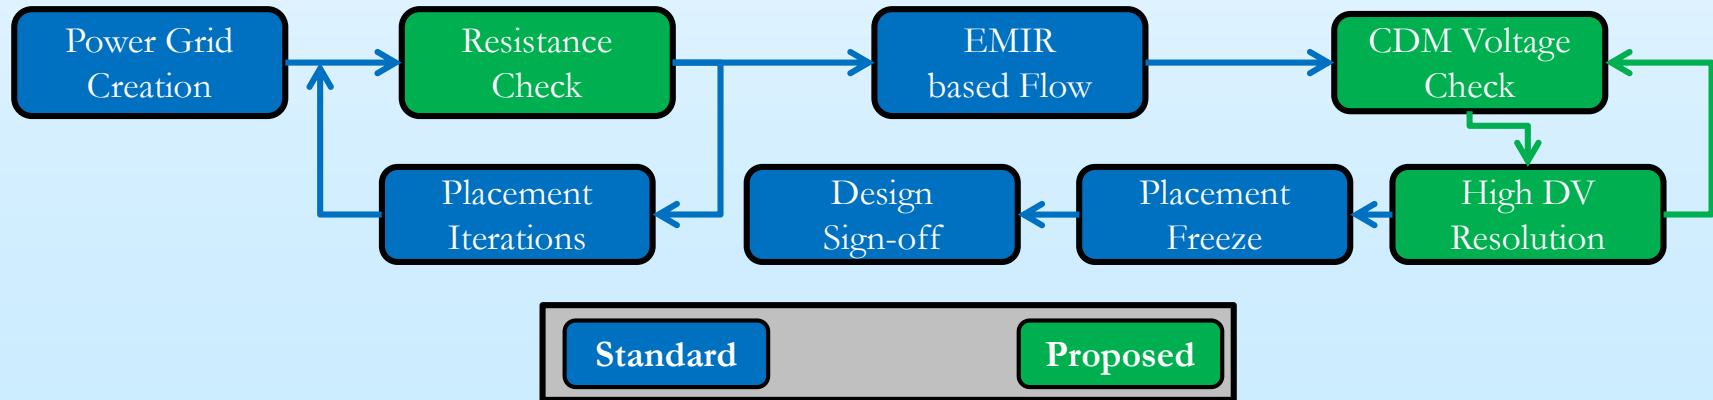 Power Grid
Creation
Resistance
Check
EMIR
based Flow
CDM Voltage
Check
Placement
Iterations
Design
Sign-off
Placement
Freeze
High DV
Resolution
Standard
Proposed